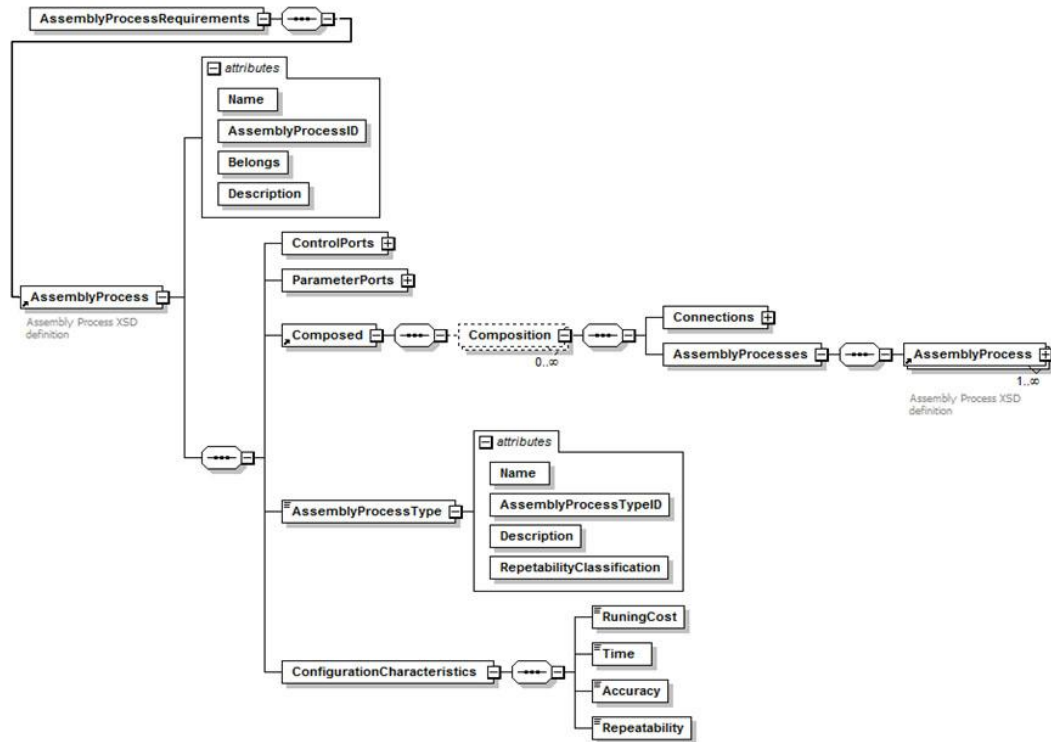 AssemblyProcessRequirements
attributes
Name
AssemblyProcessID
Belongs
Description
AssemblyProcess
Assembly Process XSD
definition
ControlPorts
ParameterPorts
Composed
Composition
0..∞
Connections
AssemblyProcesses
AssemblyProcess
1..∞
Assembly Process XSD
definition
AssemblyProcessType
attributes
Name
AssemblyProcessTypeID
Description
RepetabilityClassification
ConfigurationCharacteristics
RuningCost
Time
Accuracy
Repeatability